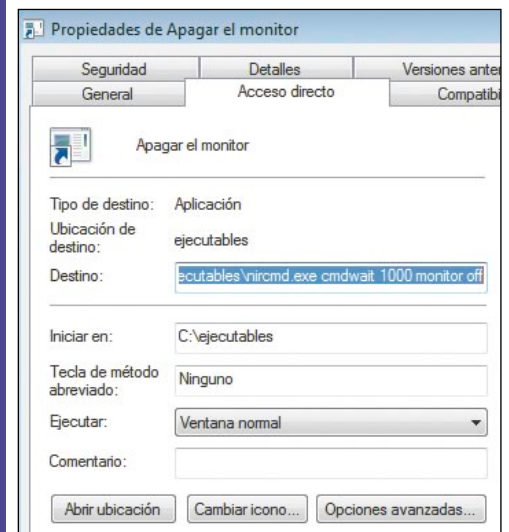 Propiedades de Apagar el monitor
Seguridad Detalles Versiones anter
General Acceso directo Compatibi
Apagar el monitor
Tipo de destino: Aplicación
Ubicación de
destino: ejecutables
Destino: ecutables\nircmd.exe cmdwait 1000 monitor off
Iniciar en: C:\ejecutables
Tecla de método
abreviado: Ninguno
Ejecutar: Ventana normal
Comentario:
Abrir ubicación Cambiar icono... Opciones avanzadas...